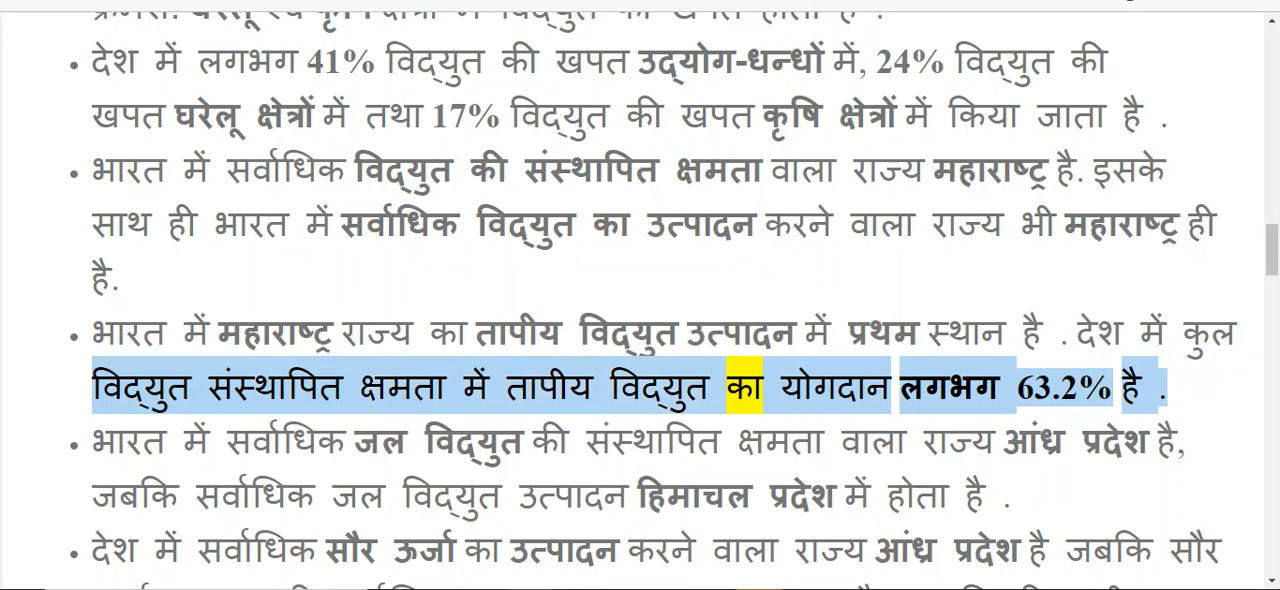 • देश में लगभग 41% विद्युत की खपत उद्योग-धन्धों में, 24% विद्युत की
खपत घरेलू क्षेत्रों में तथा 17% विद्युत की खपत कृषि क्षेत्रों में किया जाता है .
• भारत में सर्वाधिक विद्युत की संस्थापित क्षमता वाला राज्य महाराष्ट्र है. इसके
साथ ही भारत में सर्वाधिक विद्युत का उत्पादन करने वाला राज्य भी महाराष्ट्र ही
है.
• भारत में महाराष्ट्र राज्य का तापीय विद्युत उत्पादन में प्रथम स्थान है . देश में कुल
विद्युत संस्थापित क्षमता में तापीय विद्युत का योगदान लगभग 63.2% है .
• भारत में सर्वाधिक जल विद्युत की संस्थापित क्षमता वाला राज्य आंध्र प्रदेश है,
जबकि सर्वाधिक जल विद्युत उत्पादन हिमाचल प्रदेश में होता है .
• देश में सर्वाधिक सौर ऊर्जा का उत्पादन करने वाला राज्य आंध्र प्रदेश है जबकि सौर